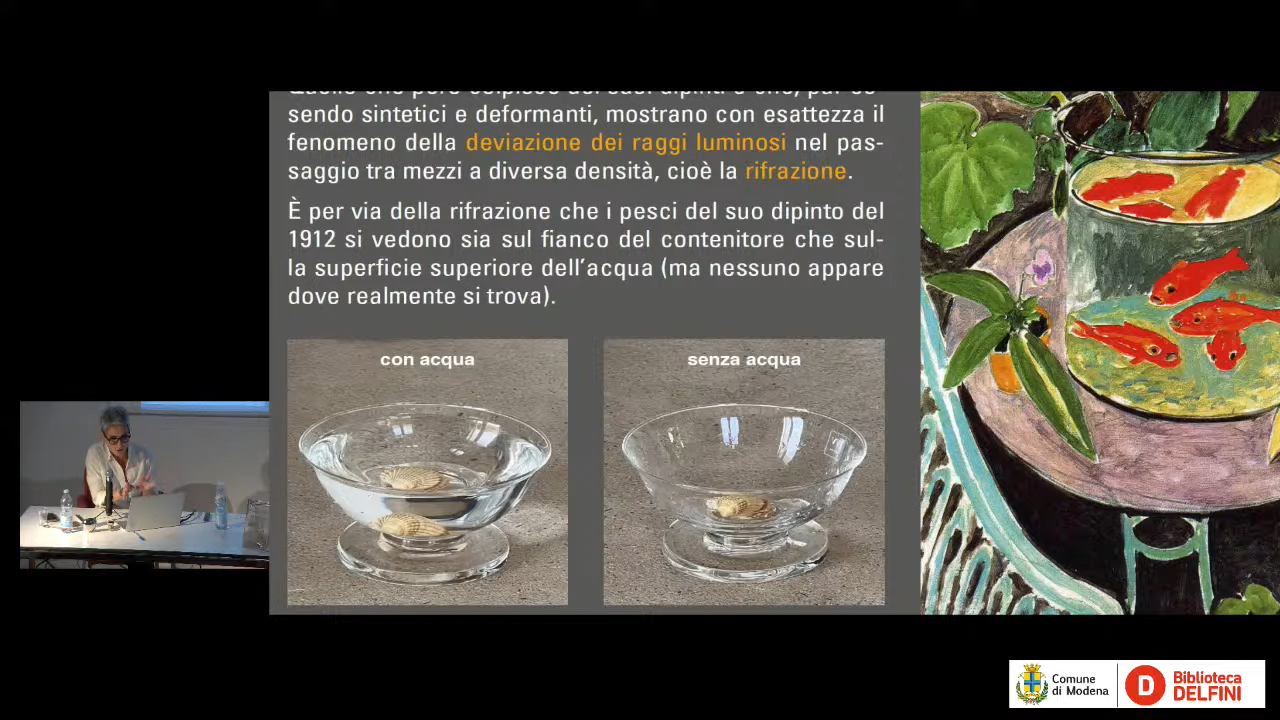 sendo sintetici e deformanti, mostrano con esattezza il
fenomeno della deviazione dei raggi luminosi nel pas-
saggio tra mezzi a diversa densità, cioè la rifrazione.
È per via della rifrazione che i pesci del suo dipinto del
1912 si vedono sia sul fianco del contenitore che sul-
la superficie superiore dell'acqua (ma nessuno appare
dove realmente si trova).
con acqua
senza acqua
Comune
di Modena
D
Biblioteca
DELFINI